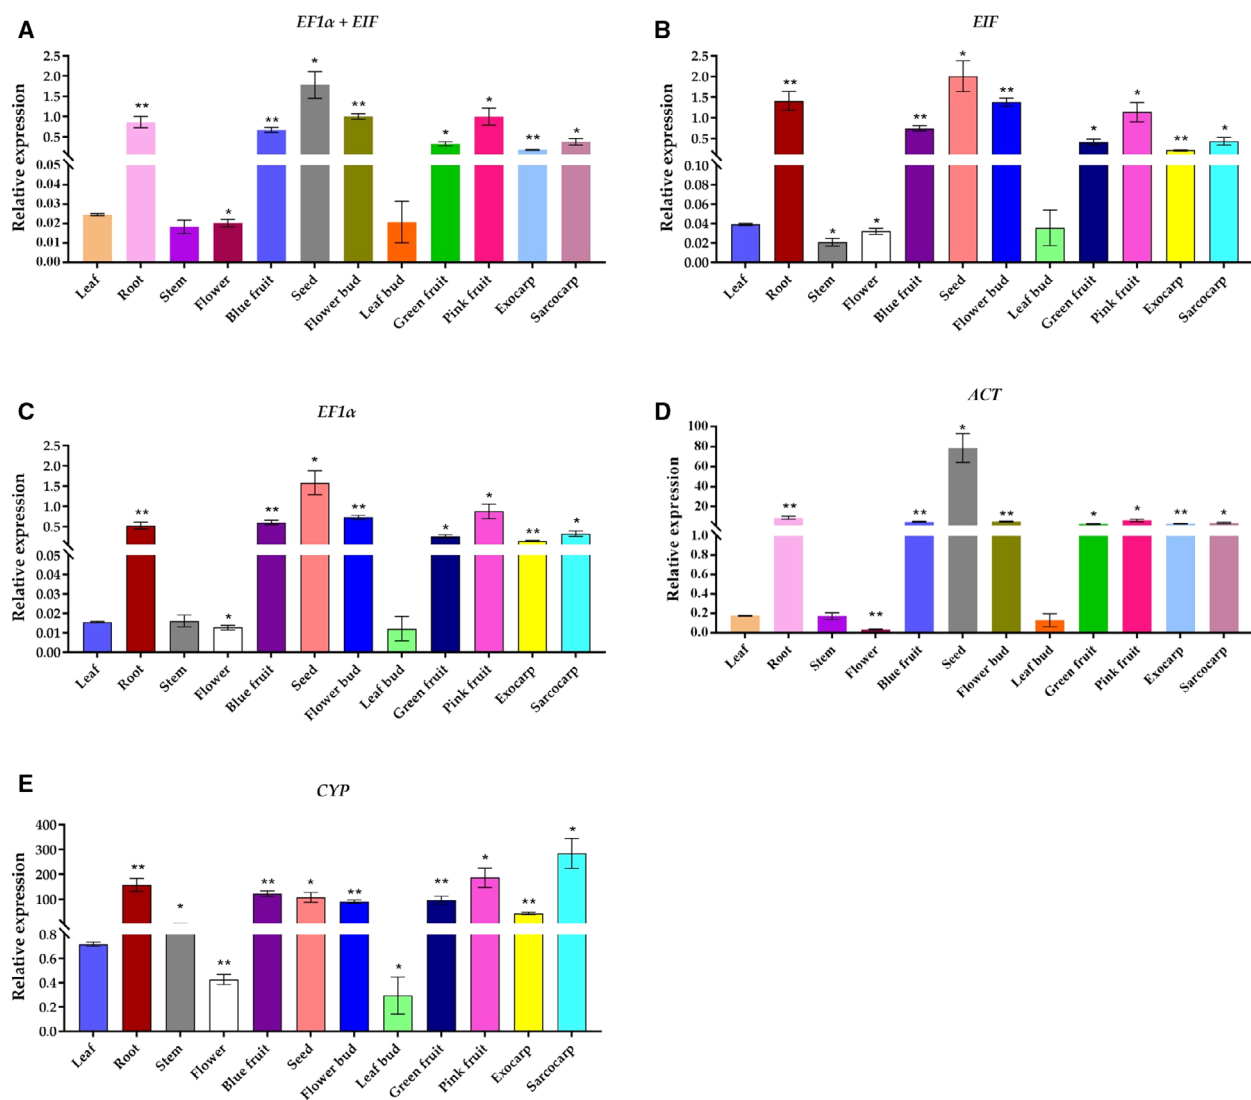 A
EF1α + EIF
Relative expression
2.5
2.0
1.5
1.0
0.5
0.05
0.04
0.03
0.02
0.01
0.00
** * ** * ** * * ** *
Leaf Root Stem Flower Blue fruit Seed Flower bud Leaf bud Green fruit Pink fruit Exocarp Sarcocarp
B
EIF
Relative expression
2.5
2.0
1.5
1.0
0.5
0.10
0.08
0.06
0.04
0.02
0.00
** * * ** * ** * * ** *
Leaf Root Stem Flower Blue fruit Seed Flower bud Leaf bud Green fruit Pink fruit Exocarp Sarcocarp
C
EF1α
Relative expression
2.5
2.0
1.5
1.0
0.5
0.05
0.04
0.03
0.02
0.01
0.00
** * ** * ** * * ** *
Leaf Root Stem Flower Blue fruit Seed Flower bud Leaf bud Green fruit Pink fruit Exocarp Sarcocarp
D
ACT
Relative expression
100
80
60
40
20
1.0
0.8
0.6
0.4
0.2
0.0
** ** ** * ** * * ** *
Leaf Root Stem Flower Blue fruit Seed Flower bud Leaf bud Green fruit Pink fruit Exocarp Sarcocarp
E
CYP
Relative expression
400
300
200
100
0.8
0.6
0.4
0.2
0.0
** * ** ** * ** * ** * ** *
Leaf Root Stem Flower Blue fruit Seed Flower bud Leaf bud Green fruit Pink fruit Exocarp Sarcocarp